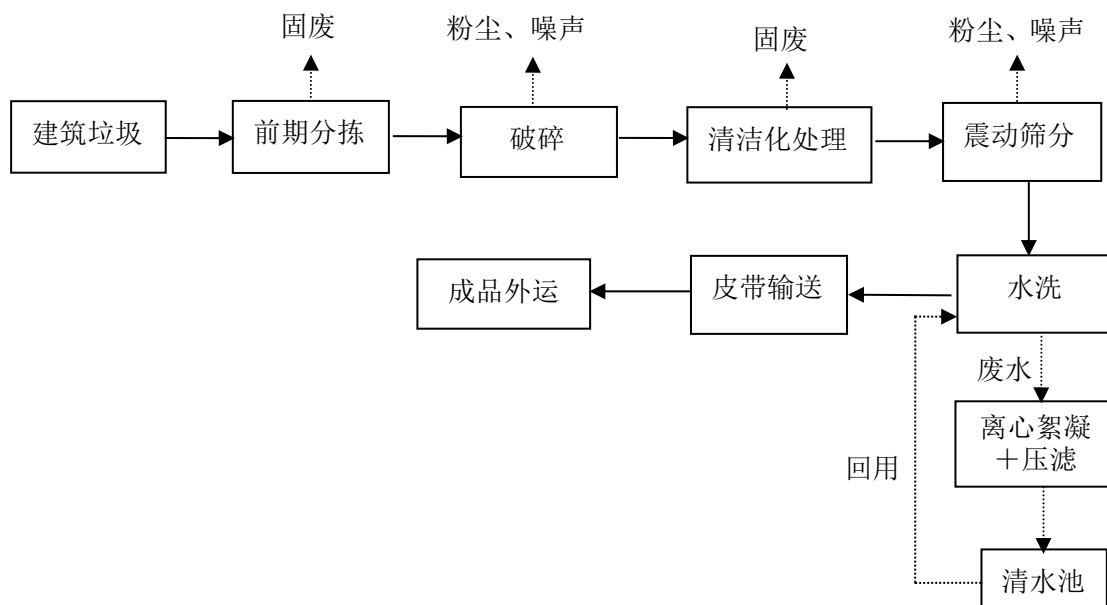 固废
粉尘、噪声
固废
粉尘、噪声
建筑垃圾
前期分拣
破碎
清洁化处理
震动筛分
成品外运
皮带输送
水洗
废水
离心絮凝
＋压滤
回用
清水池